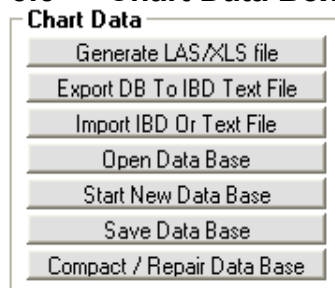 Chart Data
Generate LAS/XLS file
Export DB To IBD Text File
Import IBD Or Text File
Open Data Base
Start New Data Base
Save Data Base
Compact / Repair Data Base